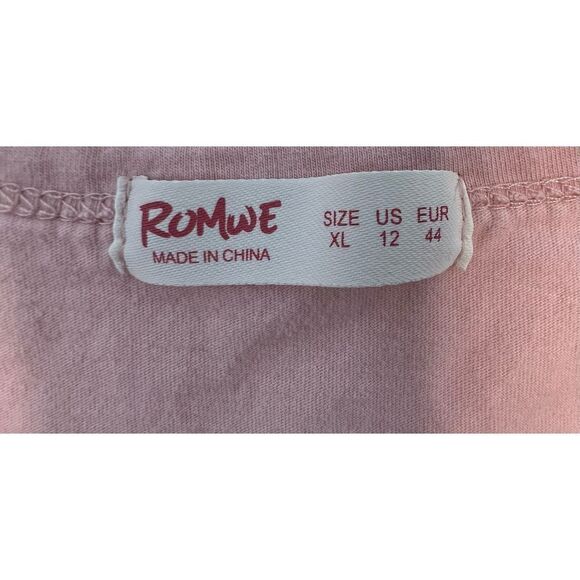 ROMWE
MADE IN CHINA
SIZE US EUR
XL 12 44